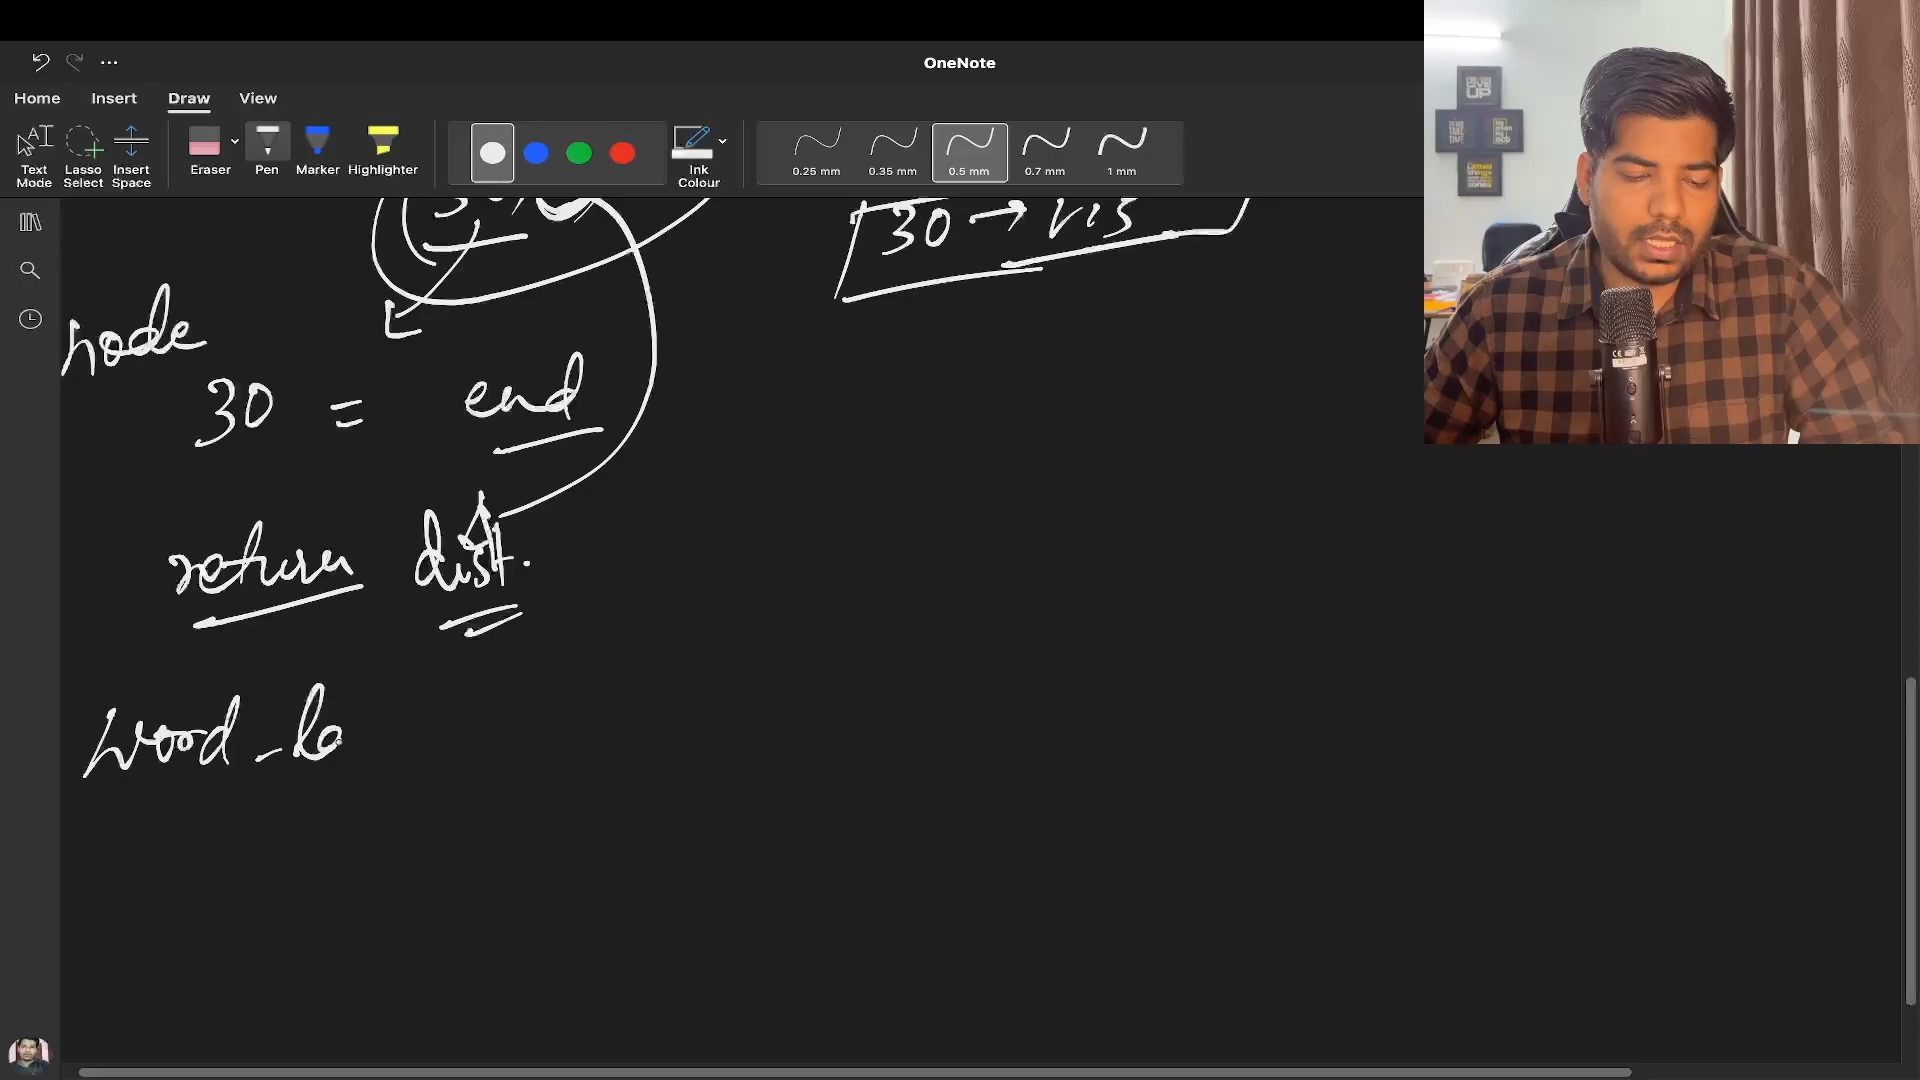 OneNote
Home Insert Draw View
Text Mode Lasso Select Insert Space Eraser Pen Marker Highlighter Ink Colour 0.25 mm 0.35 mm 0.5 mm 0.7 mm 1 mm
30 → vis
node
30 = end
return dist.
word - le